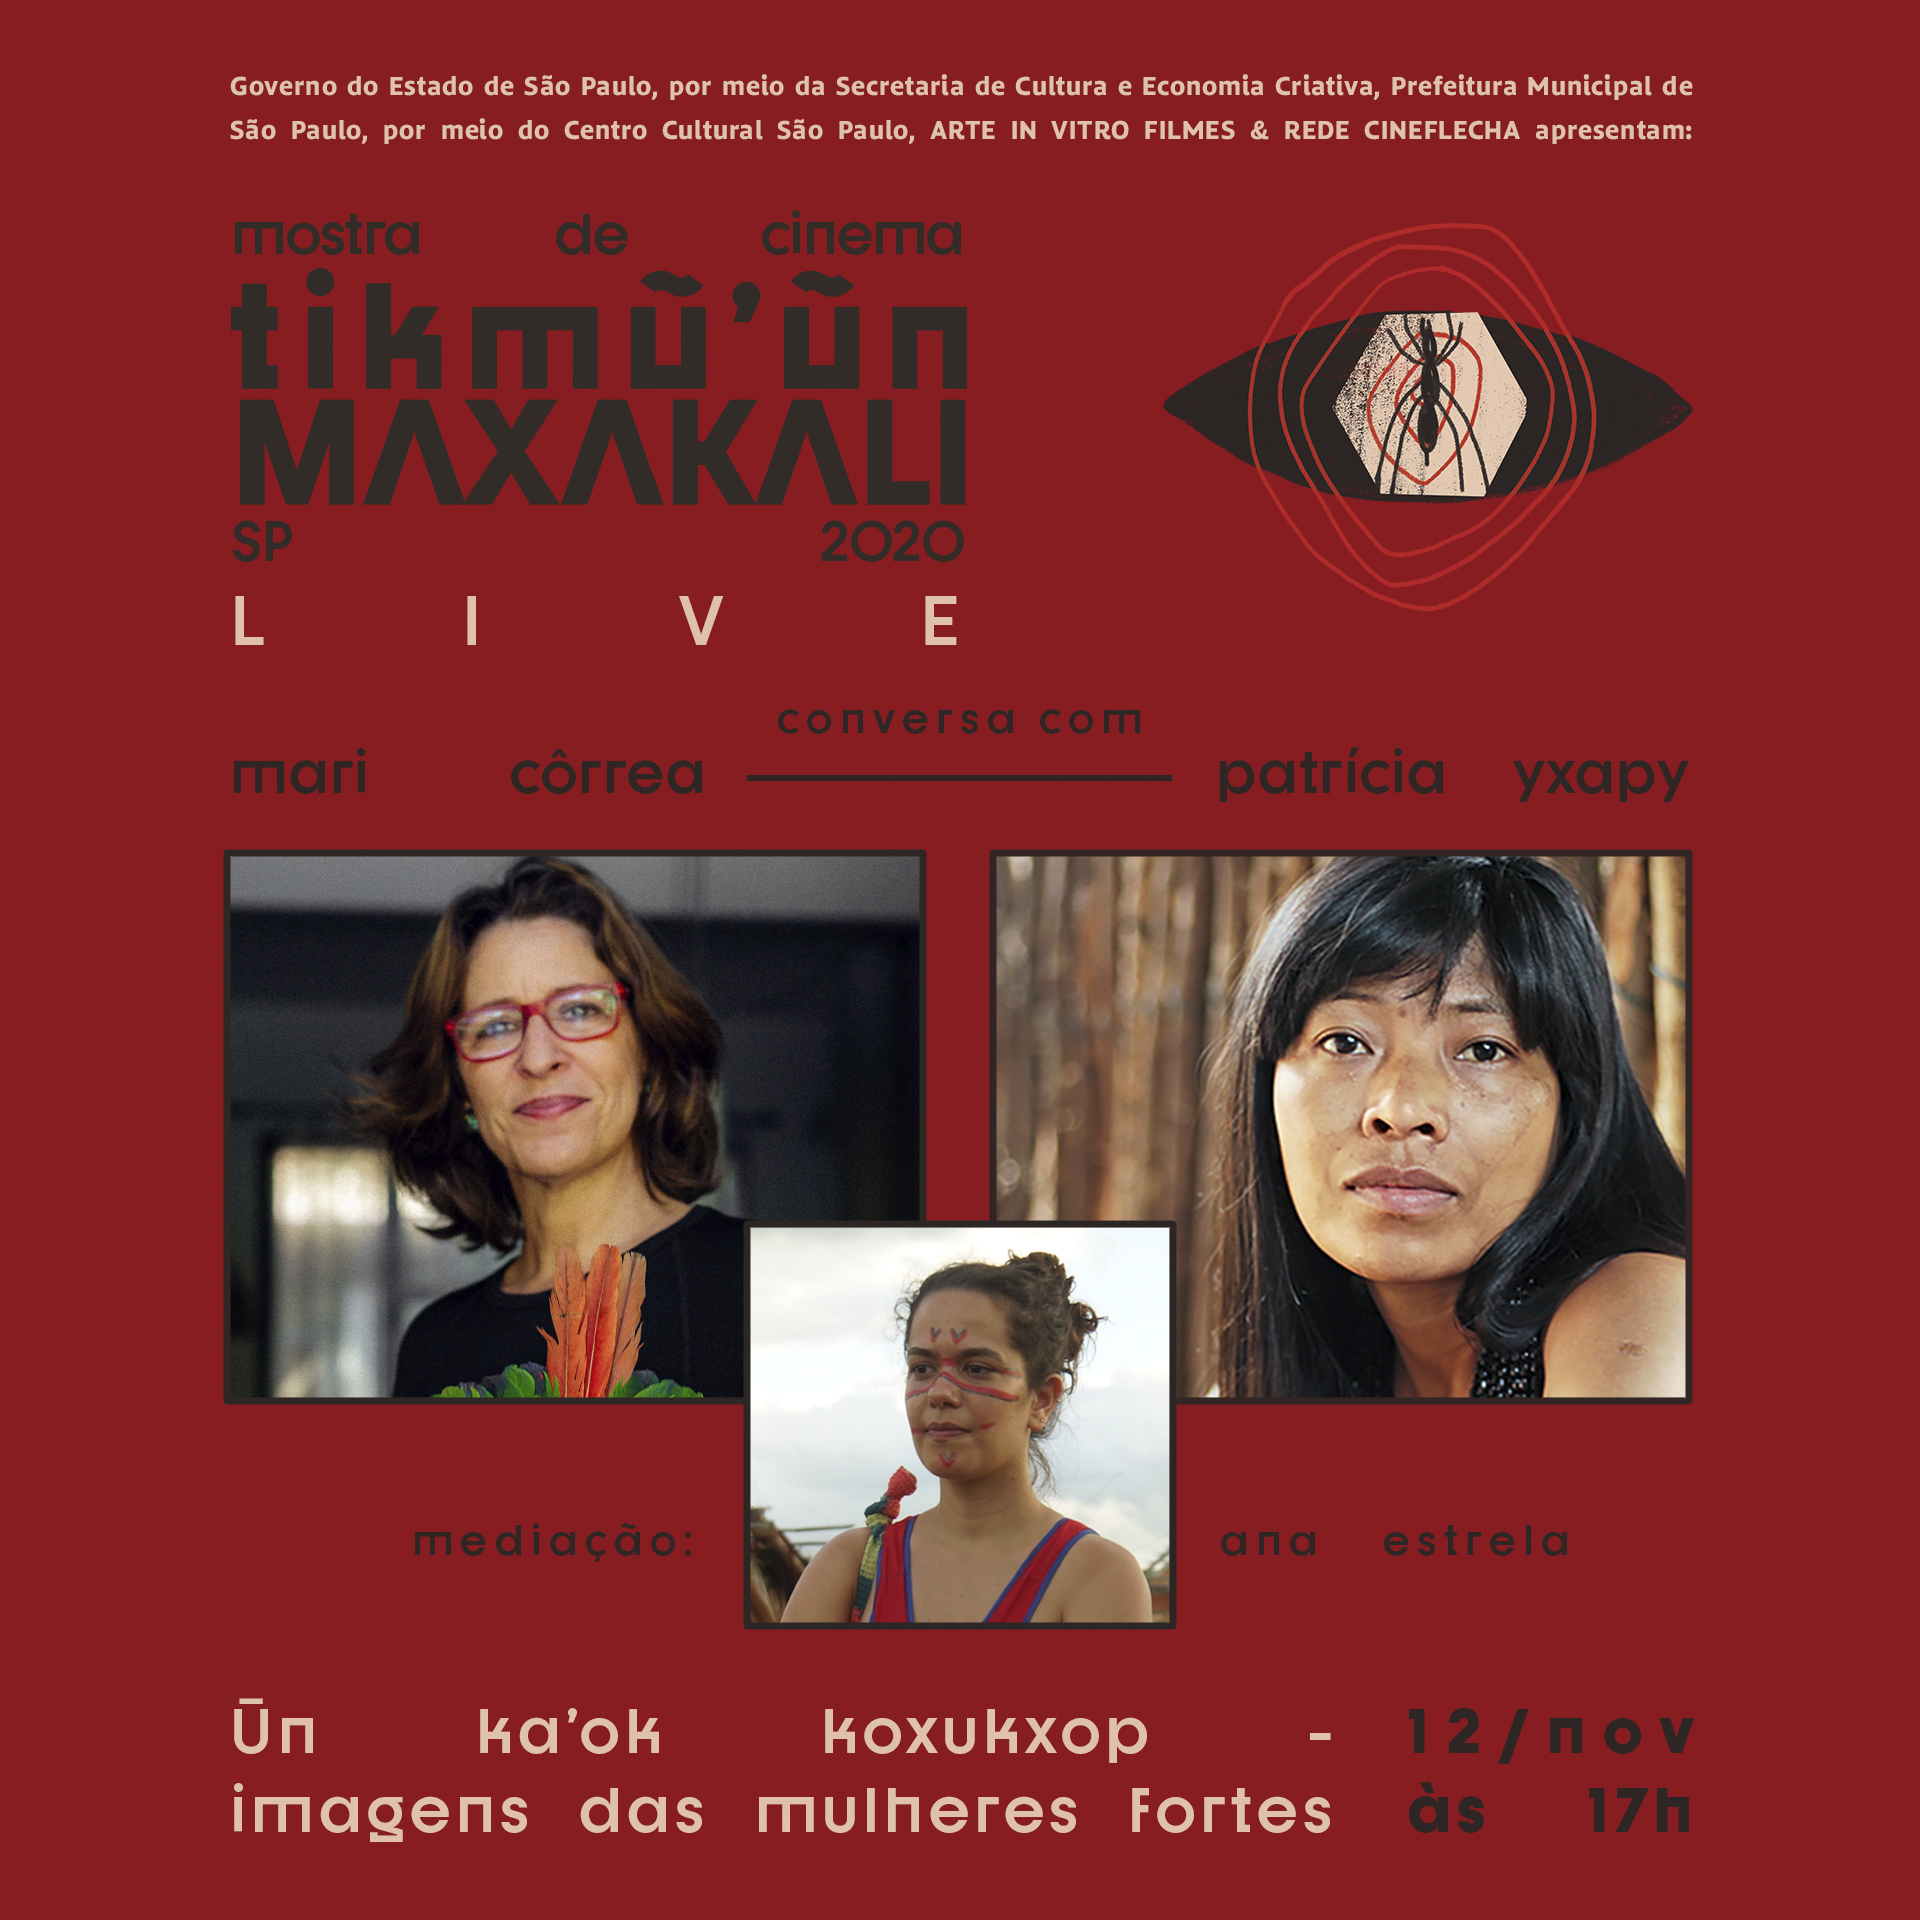 Governo do Estado de São Paulo, por meio da Secretaria de Cultura e Economia Criativa, Prefeitura Municipal de
São Paulo, por meio do Centro Cultural São Paulo, ARTE IN VITRO FILMES & REDE CINEFLECHA apresentam:
mostra de cinema
tikmũ’ũn
MAXAKALI
SP 2020
LIVE
conversa com
mari côrrea patrícia yxapy
mediação: ana estrela
Ūn ka’ok koxukxop - 12/nov
imagens das mulheres fortes às 17h